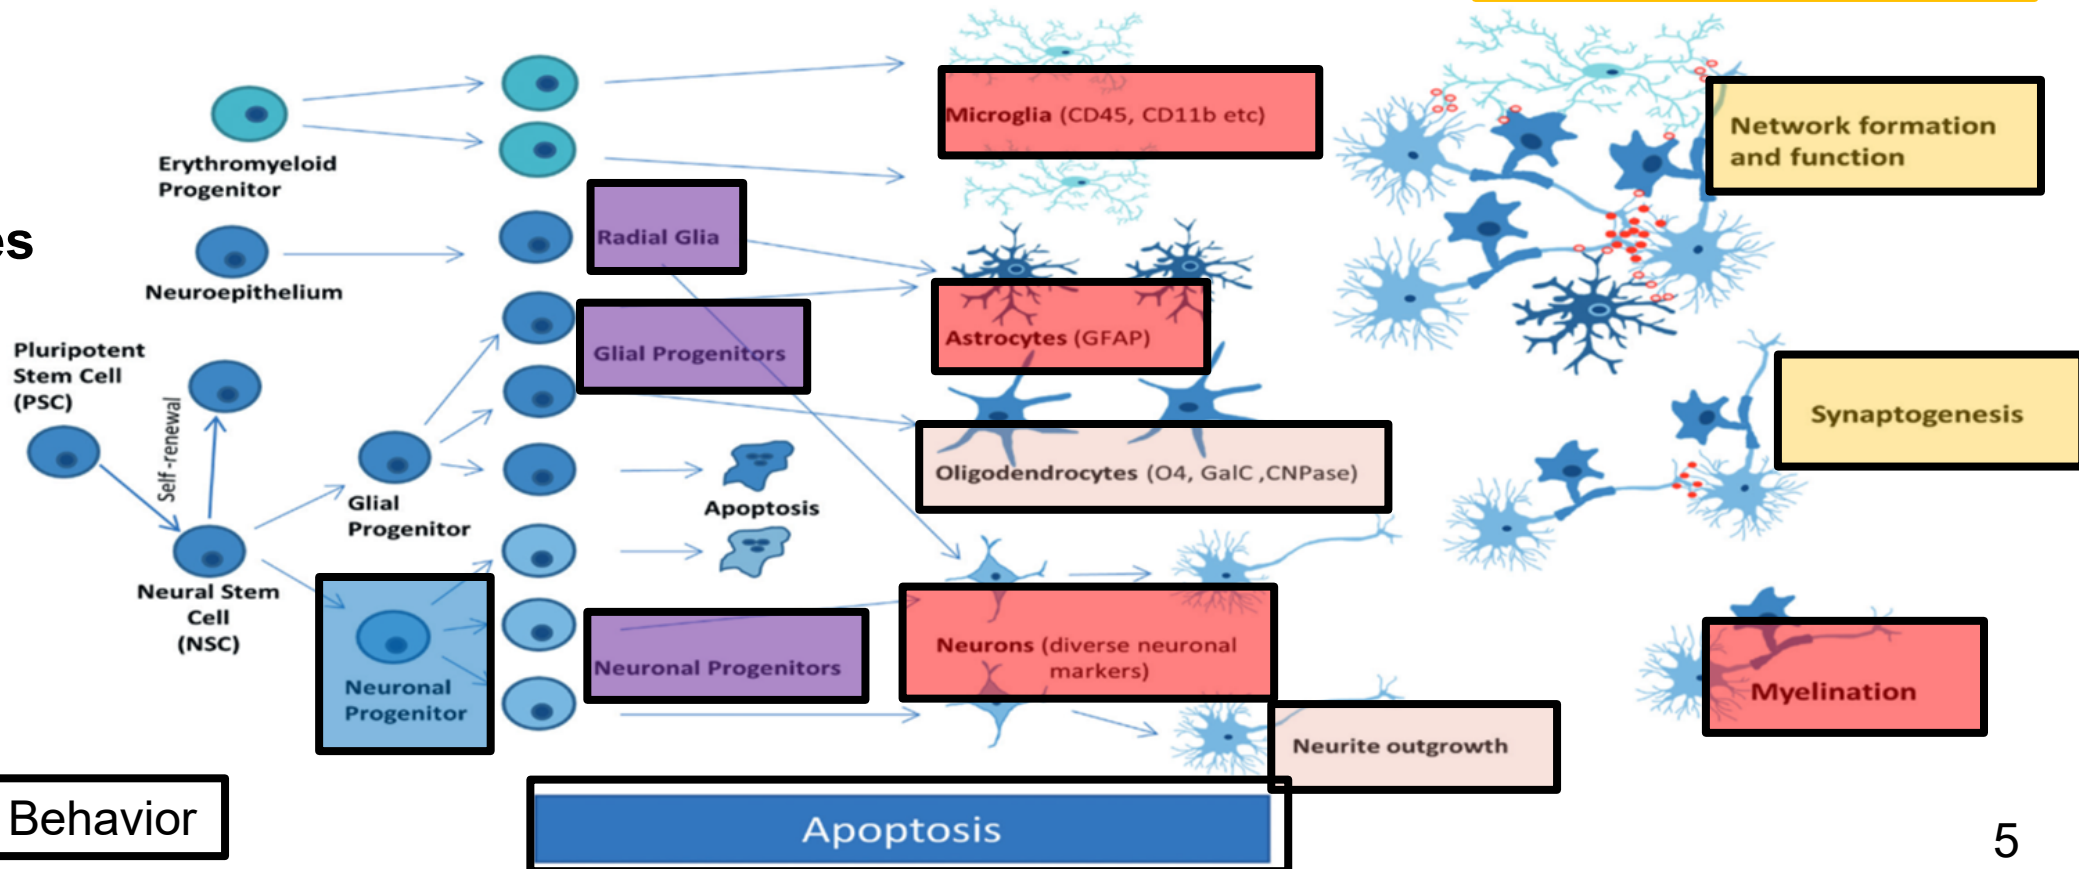 Microglia (CD45, CD11b etc)
Network formation
and function
Erythromyeloid
Progenitor
Radial Glia
es
Neuroepithelium
Astrocytes (GFAP)
Glial Progenitors
Pluripotent
Stem Cell
(PSC)
Self-renewal
Synaptogenesis
Oligodendrocytes (O4, GalC ,CNPase)
Glial
Progenitor
Apoptosis
Neural Stem
Cell
(NSC)
Neuronal
Progenitor
Neuronal Progenitors
Neurons (diverse neuronal
markers)
Myelination
Neurite outgrowth
Behavior
Apoptosis
5